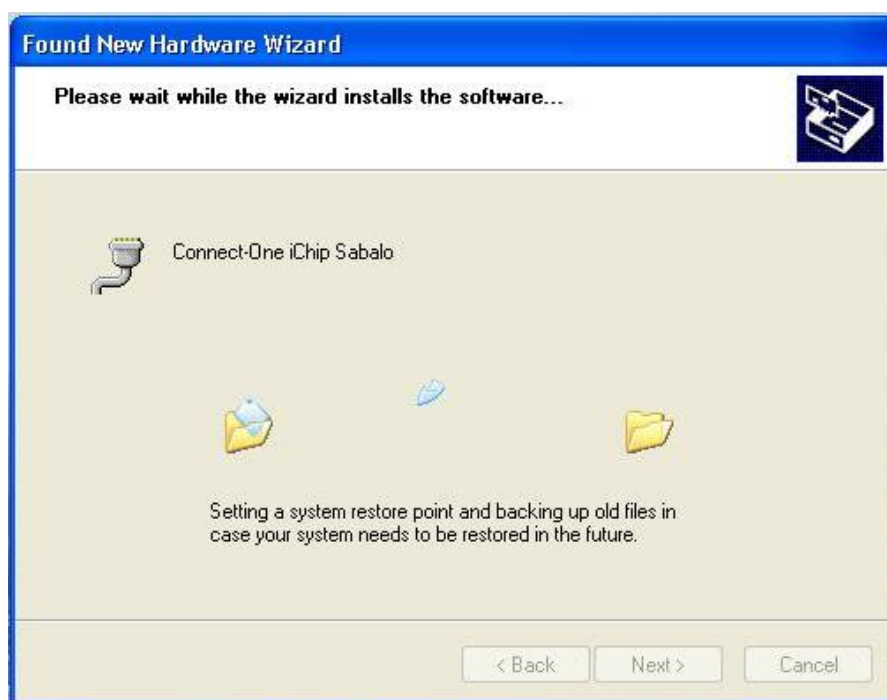 Found New Hardware Wizard
Please wait while the wizard installs the software...
Connect-One iChip Sabalo
Setting a system restore point and backing up old files in
case your system needs to be restored in the future.
< Back
Next >
Cancel